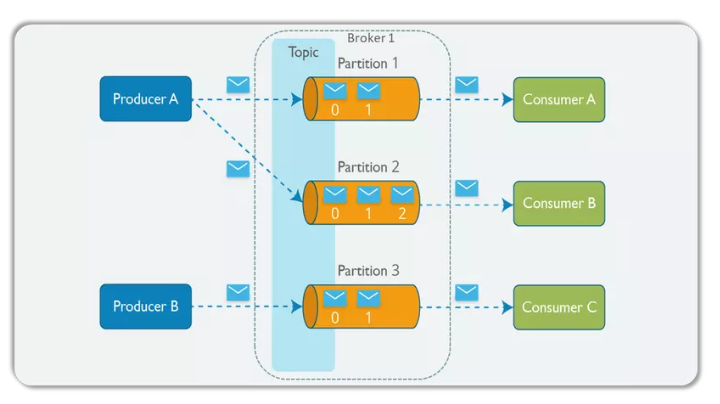 Broker 1
Topic
Partition 1
Producer A
0 1
Consumer A
Partition 2
0 1 2
Consumer B
Partition 3
Producer B
0 1
Consumer C